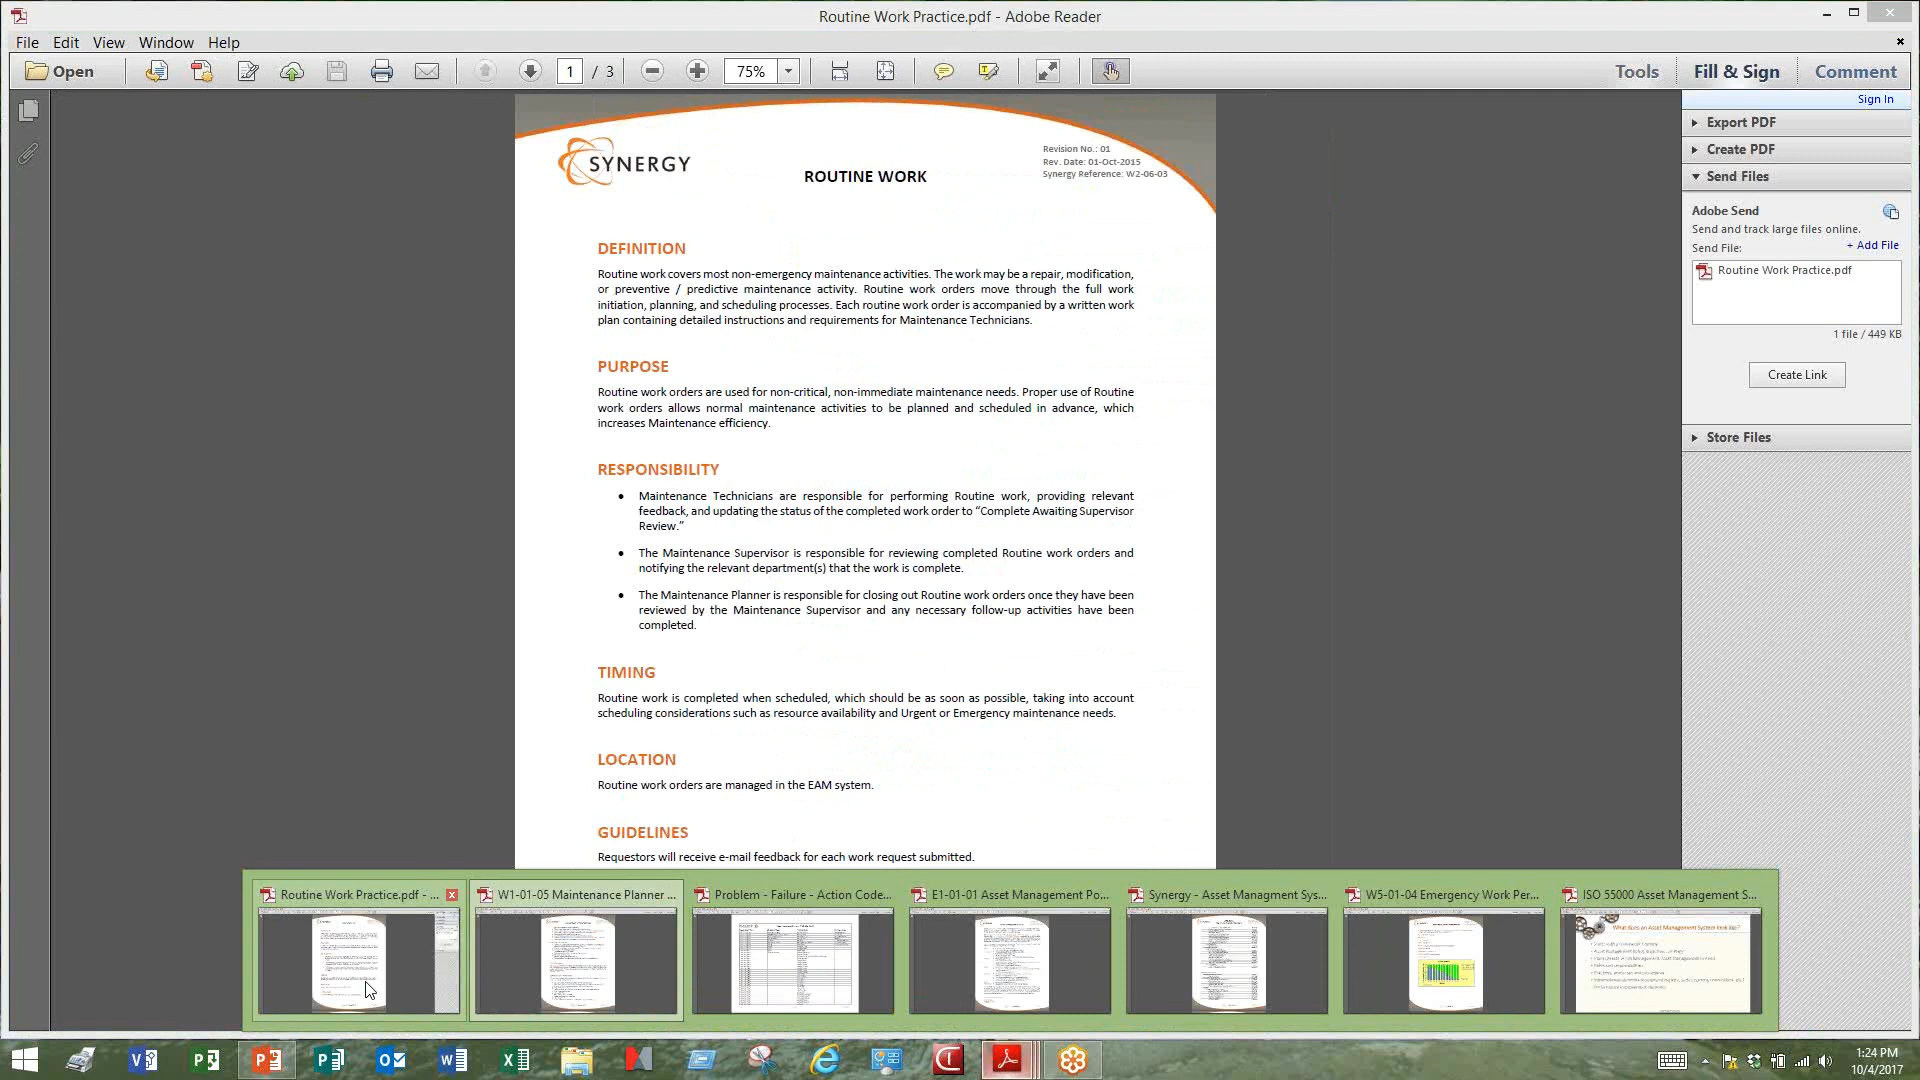 Routine Work Practice.pdf - Adobe Reader
File Edit View Window Help
Open 1 / 3 75% Tools Fill & Sign Comment
Sign In
Export PDF
Create PDF
Send Files
Adobe Send
Send and track large files online.
Send File: + Add File
Routine Work Practice.pdf
1 file / 449 KB
Create Link
Store Files
SYNERGY
ROUTINE WORK
Revision No.: 01
Rev. Date: 01-Oct-2015
Synergy Reference: W2-06-03
DEFINITION
Routine work covers most non-emergency maintenance activities. The work may be a repair, modification,
or preventive / predictive maintenance activity. Routine work orders move through the full work
initiation, planning, and scheduling processes. Each routine work order is accompanied by a written work
plan containing detailed instructions and requirements for Maintenance Technicians.
PURPOSE
Routine work orders are used for non-critical, non-immediate maintenance needs. Proper use of Routine
work orders allows normal maintenance activities to be planned and scheduled in advance, which
increases Maintenance efficiency.
RESPONSIBILITY
• Maintenance Technicians are responsible for performing Routine work, providing relevant
feedback, and updating the status of the completed work order to “Complete Awaiting Supervisor
Review.”
• The Maintenance Supervisor is responsible for reviewing completed Routine work orders and
notifying the relevant department(s) that the work is complete.
• The Maintenance Planner is responsible for closing out Routine work orders once they have been
reviewed by the Maintenance Supervisor and any necessary follow-up activities have been
completed.
TIMING
Routine work is completed when scheduled, which should be as soon as possible, taking into account
scheduling considerations such as resource availability and Urgent or Emergency maintenance needs.
LOCATION
Routine work orders are managed in the EAM system.
GUIDELINES
Requestors will receive e-mail feedback for each work request submitted.
Routine Work Practice.pdf - ...
W1-01-05 Maintenance Planner ...
Problem - Failure - Action Code...
E1-01-01 Asset Management Po...
Synergy - Asset Managment Sys...
W5-01-04 Emergency Work Per...
ISO 55000 Asset Management S...
What does an Asset Management System look like?
1:24 PM
10/4/2017